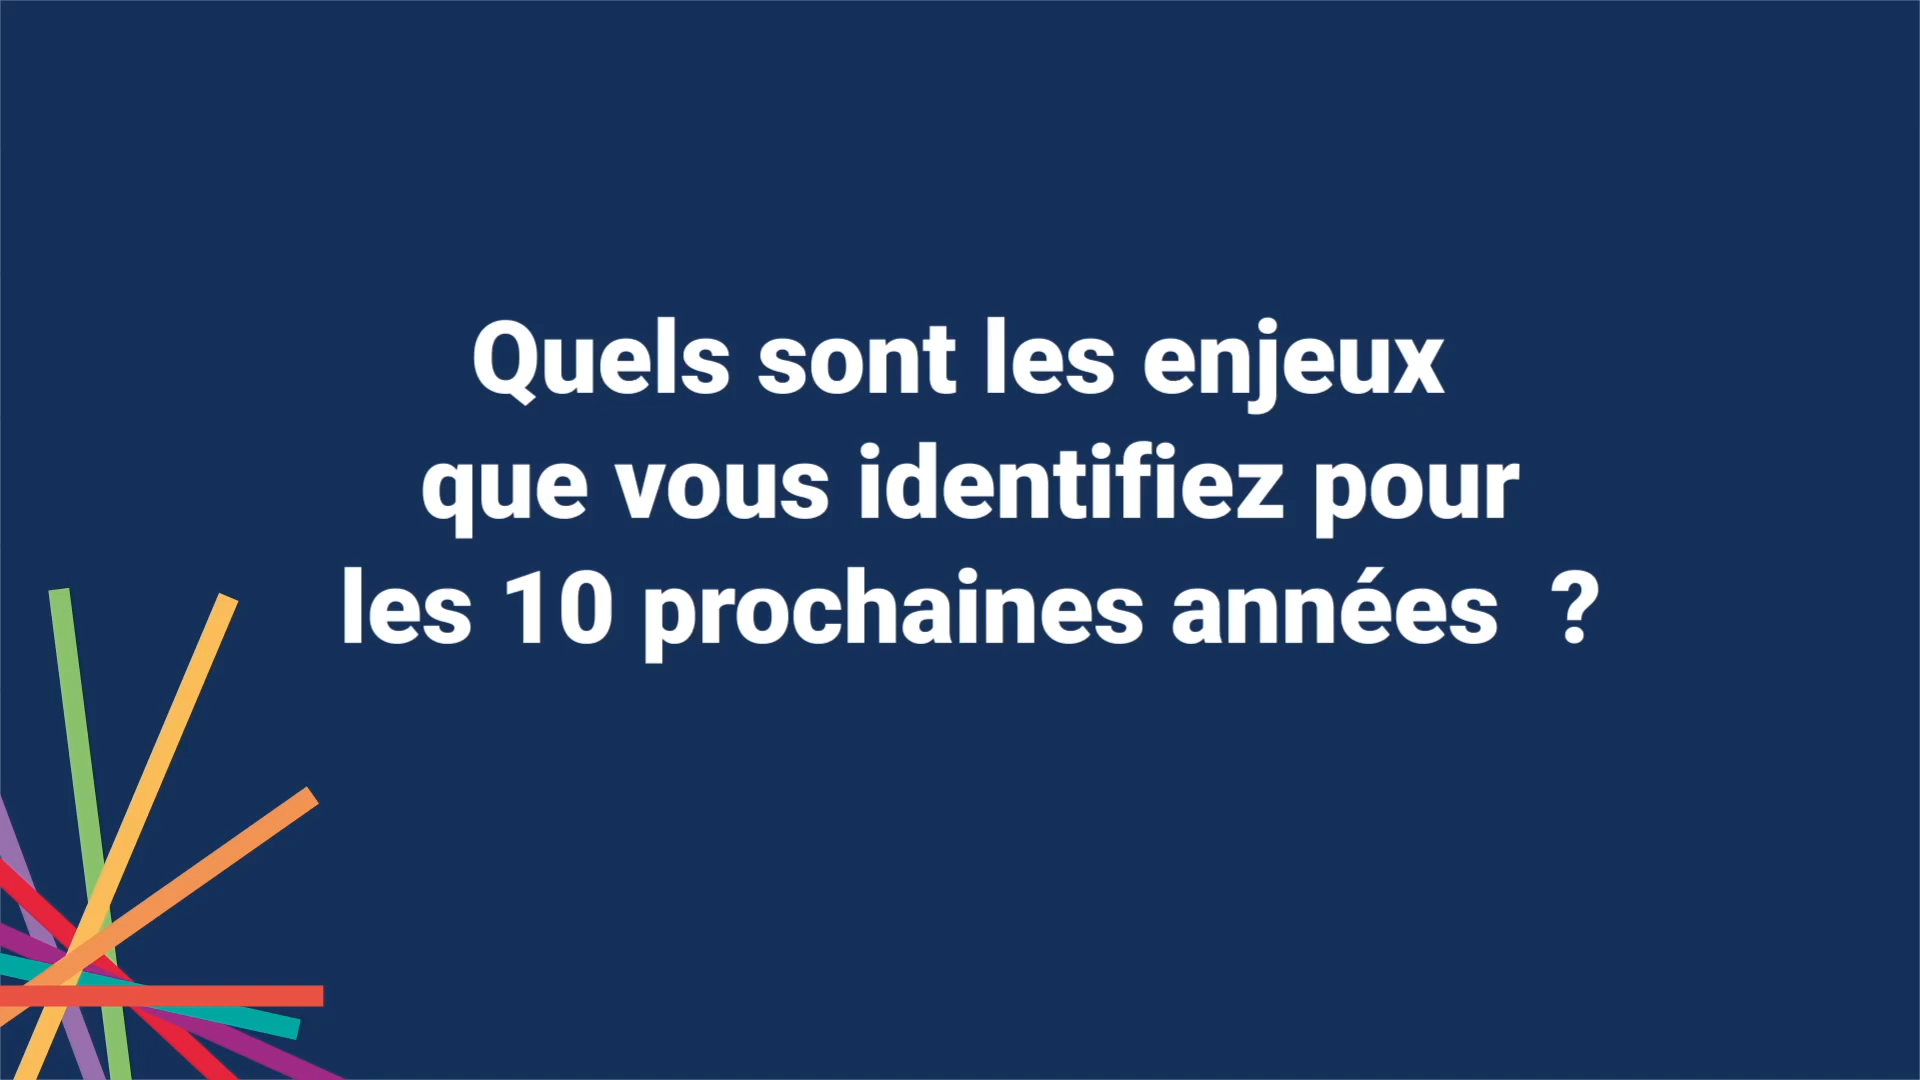 Quels sont les enjeux
que vous identifiez pour
les 10 prochaines années  ?